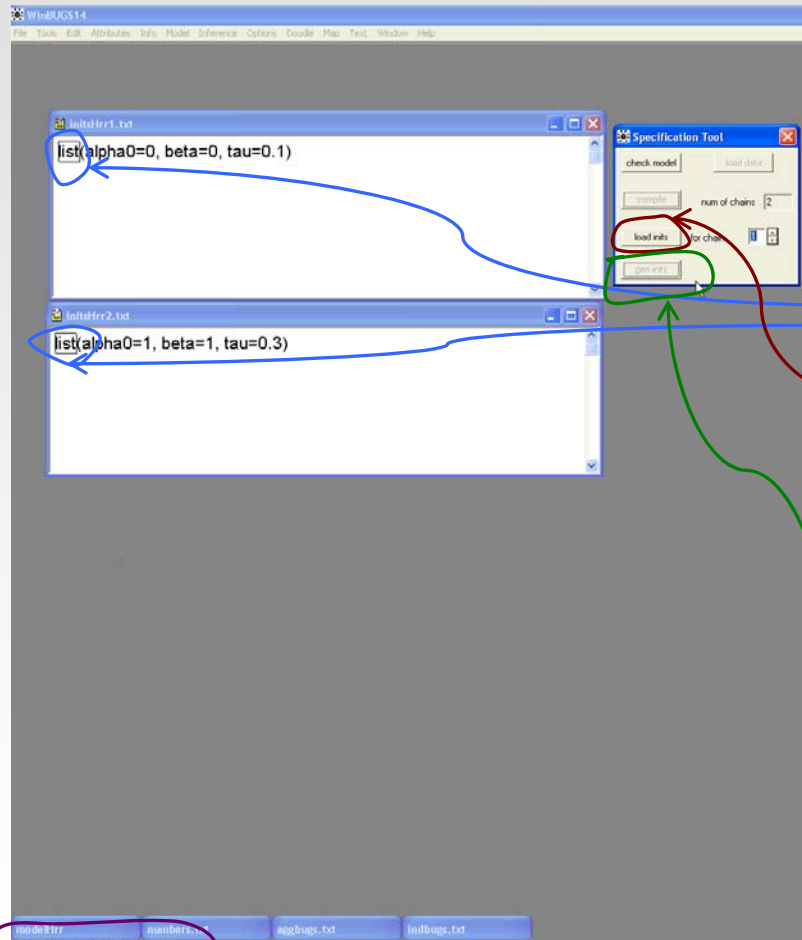 WinBUGS14
File Tools Edit Attributes Info Model Inference Options Doodle Map Text Window Help
initsHrr1.txt
list(alpha0=0, beta=0, tau=0.1)
Specification Tool
check model load data
compile num of chains 2
load inits for chain 1
gen inits
initsHrr2.txt
list(alpha0=1, beta=1, tau=0.3)
modelHrr numbers.txt aggbugs.txt indbugs.txt